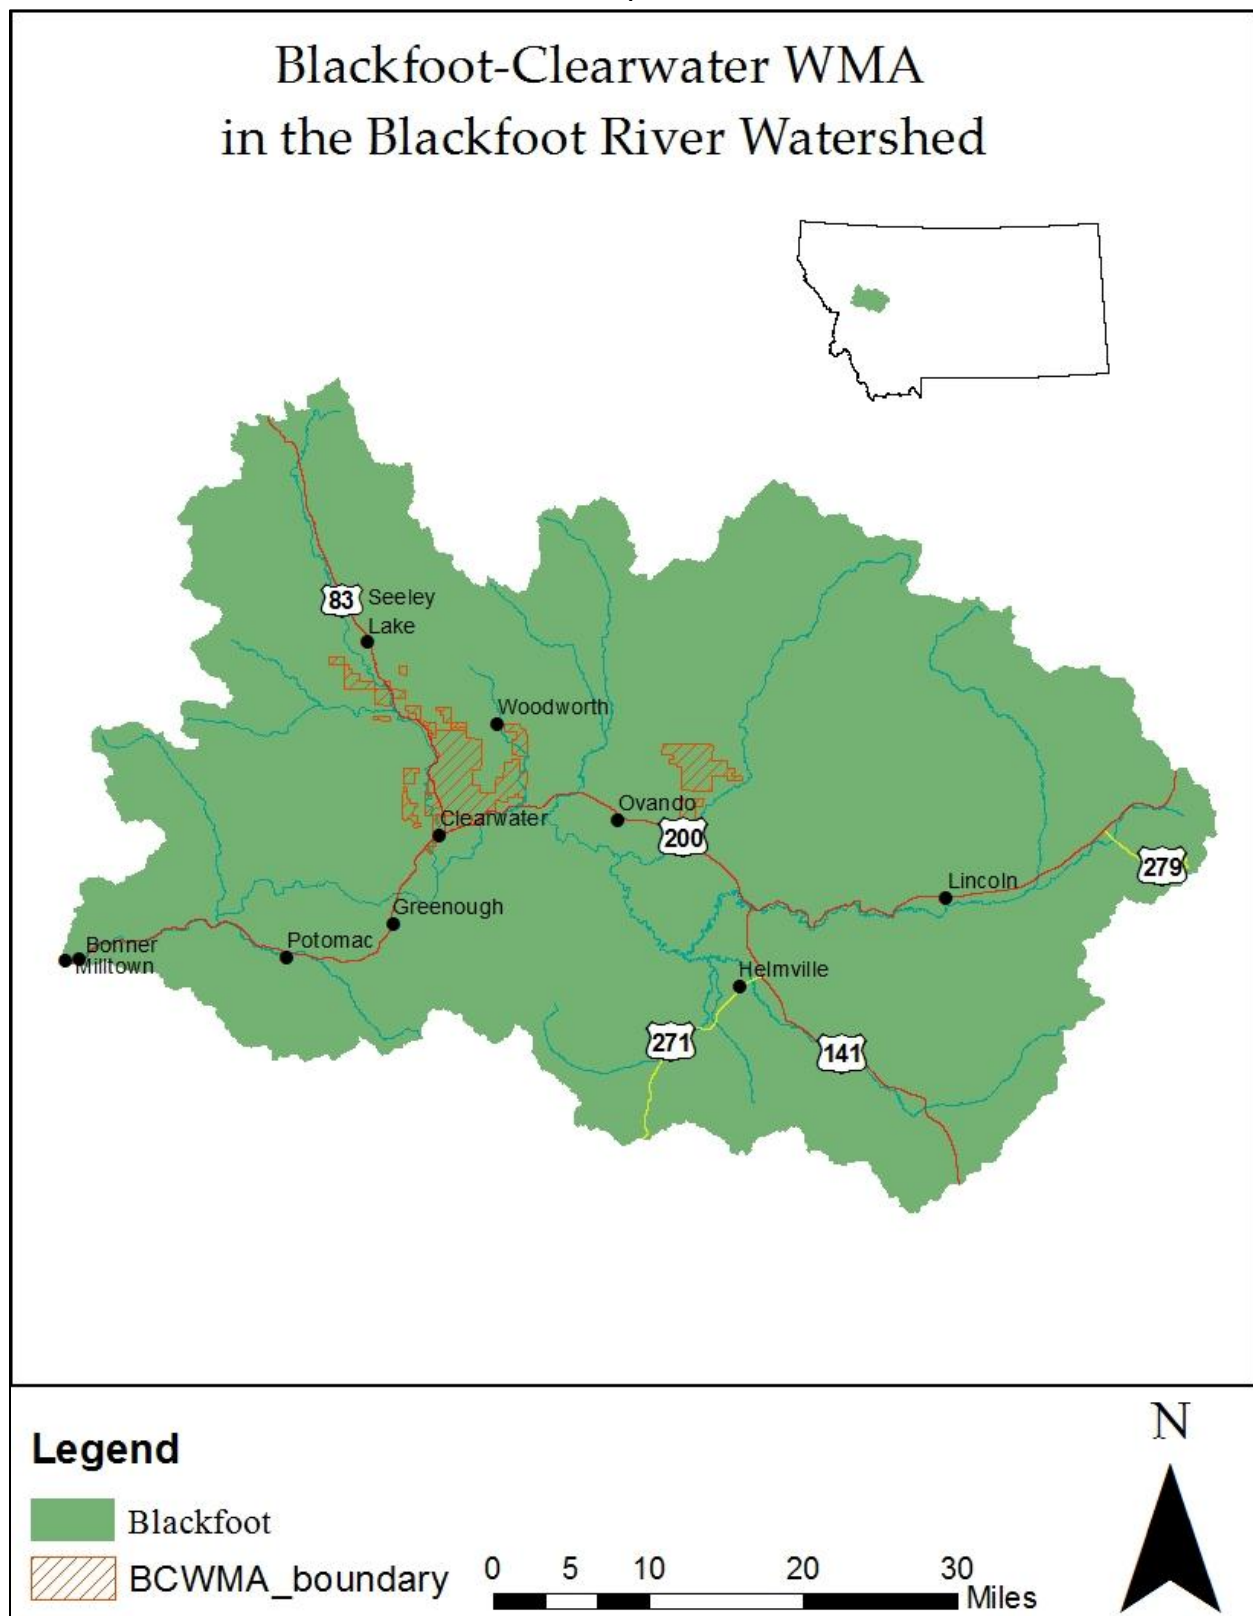 Blackfoot-Clearwater WMA
in the Blackfoot River Watershed
83
Seeley
Lake
Woodworth
Ovando
Clearwater
200
279
Lincoln
Greenough
Potomac
Bonner
Milltown
Helmville
271
141
Legend
Blackfoot
BCWMA_boundary
0 5 10 20 30
Miles
N